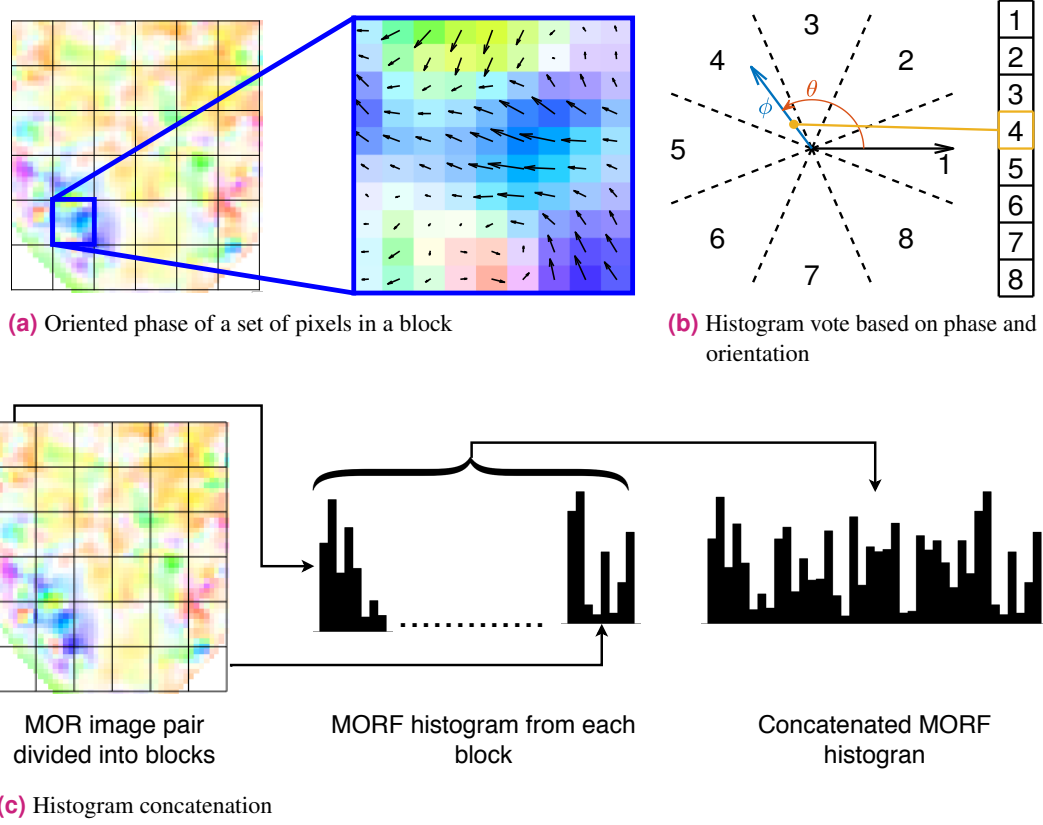 (a) Oriented phase of a set of pixels in a block
3
4
2
θ
ϕ
5
1
6
8
7
1
2
3
4
5
6
7
8
(b) Histogram vote based on phase and
orientation
MOR image pair
divided into blocks
MORF histogram from each
block
Concatenated MORF
histogran
(c) Histogram concatenation